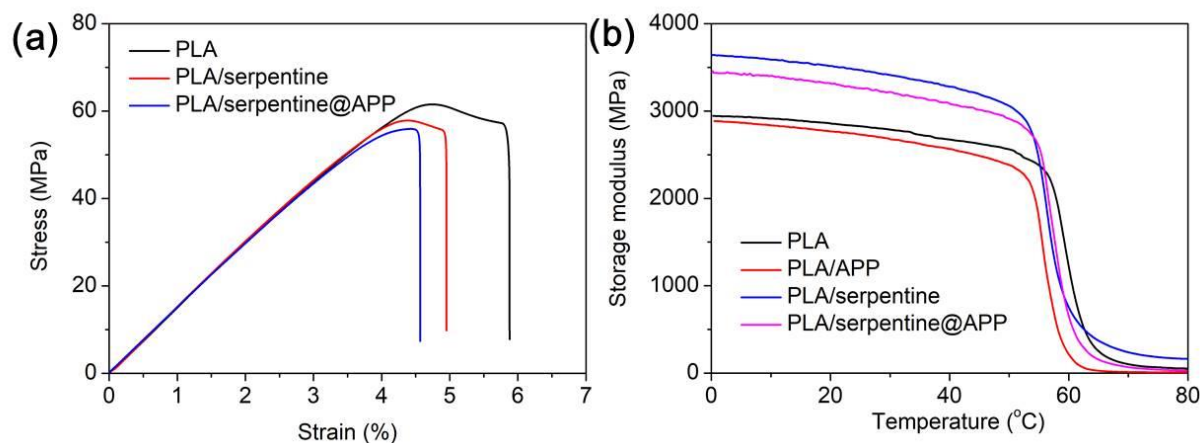 (a)
80
60
40
20
0
Stress (MPa)
PLA
PLA/serpentine
PLA/serpentine@APP
0 1 2 3 4 5 6 7
Strain (%)
(b)
4000
3000
2000
1000
0
Storage modulus (MPa)
PLA
PLA/APP
PLA/serpentine
PLA/serpentine@APP
0 20 40 60 80
Temperature (°C)